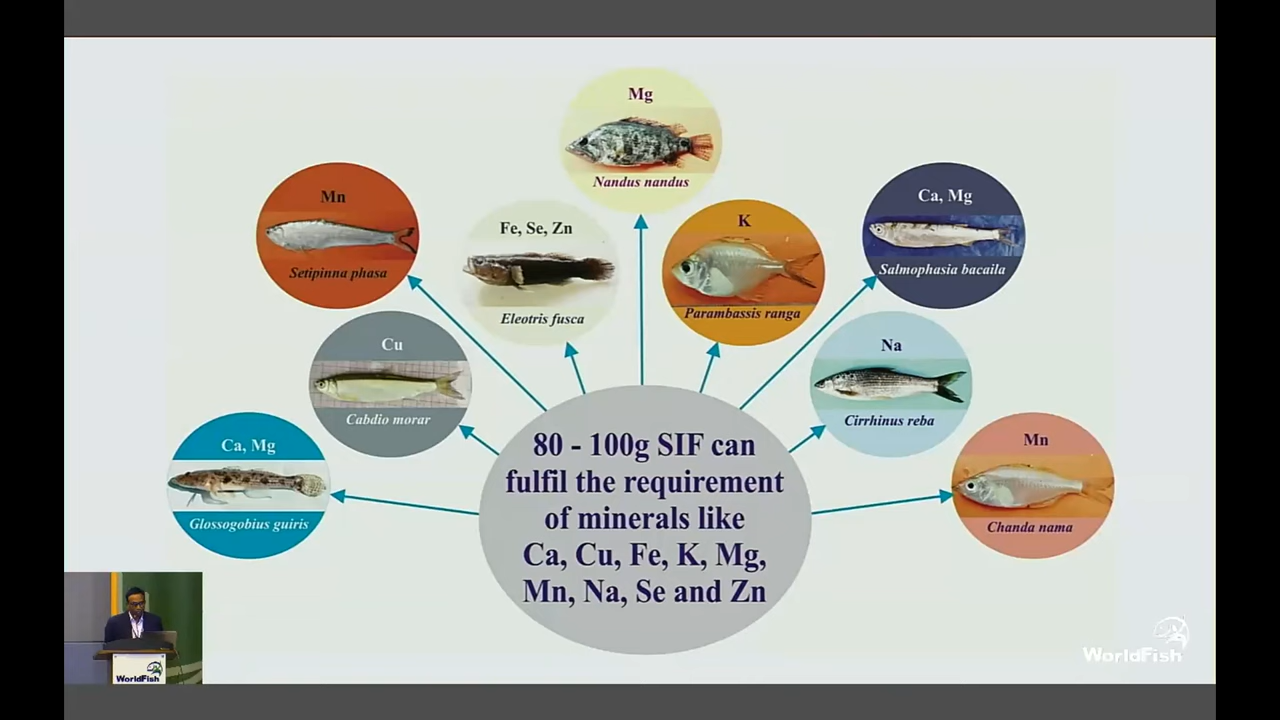 Mg
Nandus nandus
Mn
Setipinna phasa
Fe, Se, Zn
Eleotris fusca
K
Parambassis ranga
Ca, Mg
Salmophasia bacaila
Cu
Cabdio morar
Na
Cirrhinus reba
Ca, Mg
Glossogobius guiris
Mn
Chanda nama
80 - 100g SIF can
fulfil the requirement
of minerals like
Ca, Cu, Fe, K, Mg,
Mn, Na, Se and Zn
WorldFish
WorldFish